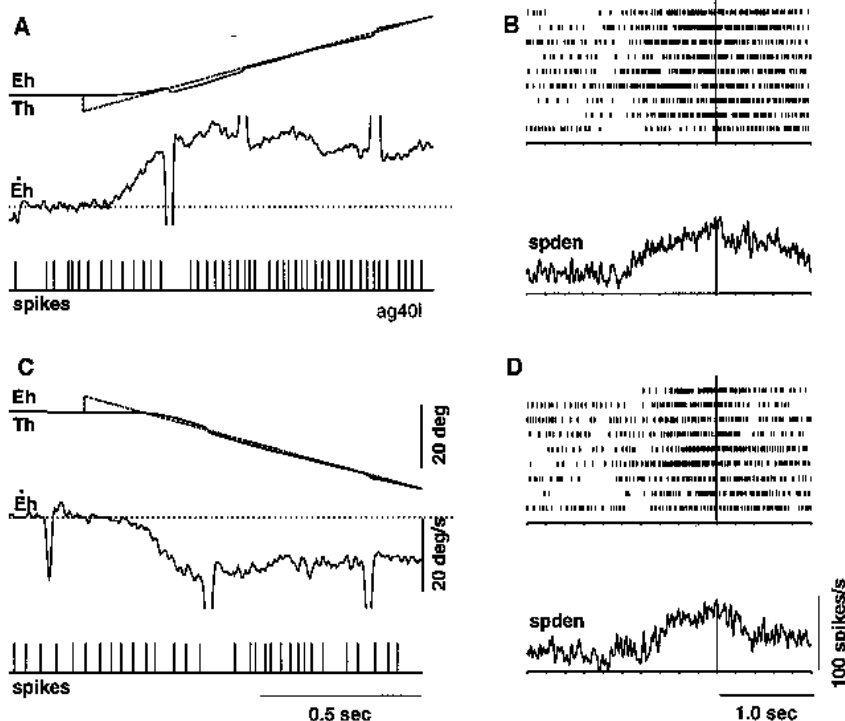 A
Eh
Th
Ėh
spikes
ag40l
B
spden
C
Eh
Th
20 deg
Ėh
20 deg/s
spikes
0.5 sec
D
spden
100 spikes/s
1.0 sec